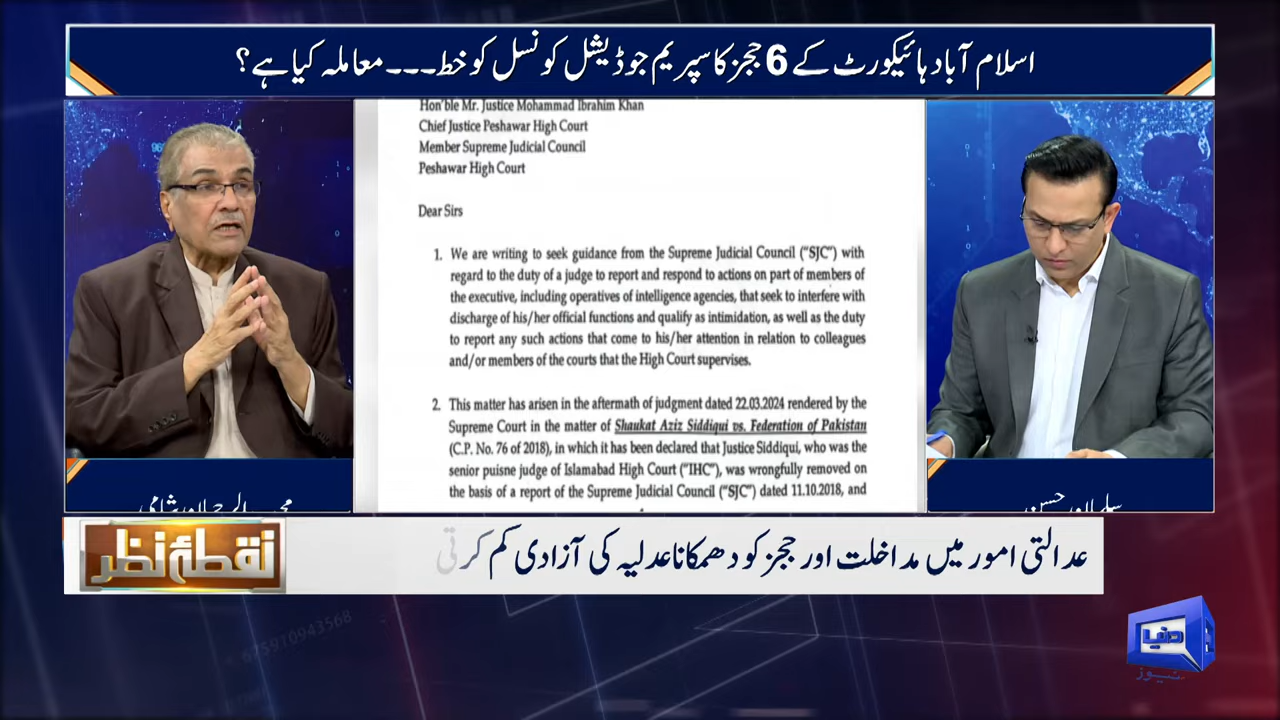 اسلام آباد ہائیکورٹ کے 6 ججز کا سپریم جوڈیشل کونسل کو خط۔۔۔ معاملہ کیا ہے؟
Hon'ble Mr. Justice Mohammad Ibrahim Khan
Chief Justice Peshawar High Court
Member Supreme Judicial Council
Peshawar High Court
Dear Sirs
1. We are writing to seek guidance from the Supreme Judicial Council ("SJC") with
regard to the duty of a judge to report and respond to actions on part of members of
the executive, including operatives of intelligence agencies, that seek to interfere with
discharge of his/her official functions and qualify as intimidation, as well as the duty
to report any such actions that come to his/her attention in relation to colleagues
and/or members of the courts that the High Court supervises.
2. This matter has arisen in the aftermath of judgment dated 22.03.2024 rendered by the
Supreme Court in the matter of Shaukat Aziz Siddiqui vs. Federation of Pakistan
(C.P. No. 76 of 2018), in which it has been declared that Justice Siddiqui, who was the
senior puisne judge of Islamabad High Court ("IHC"), was wrongfully removed on
the basis of a report of the Supreme Judicial Council ("SJC") dated 11.10.2018, and
نقطۂ نظر
عدالتی امور میں مداخلت اور ججز کو دھمکانا عدلیہ کی آزادی کم کرتی
دنیا
نیوز